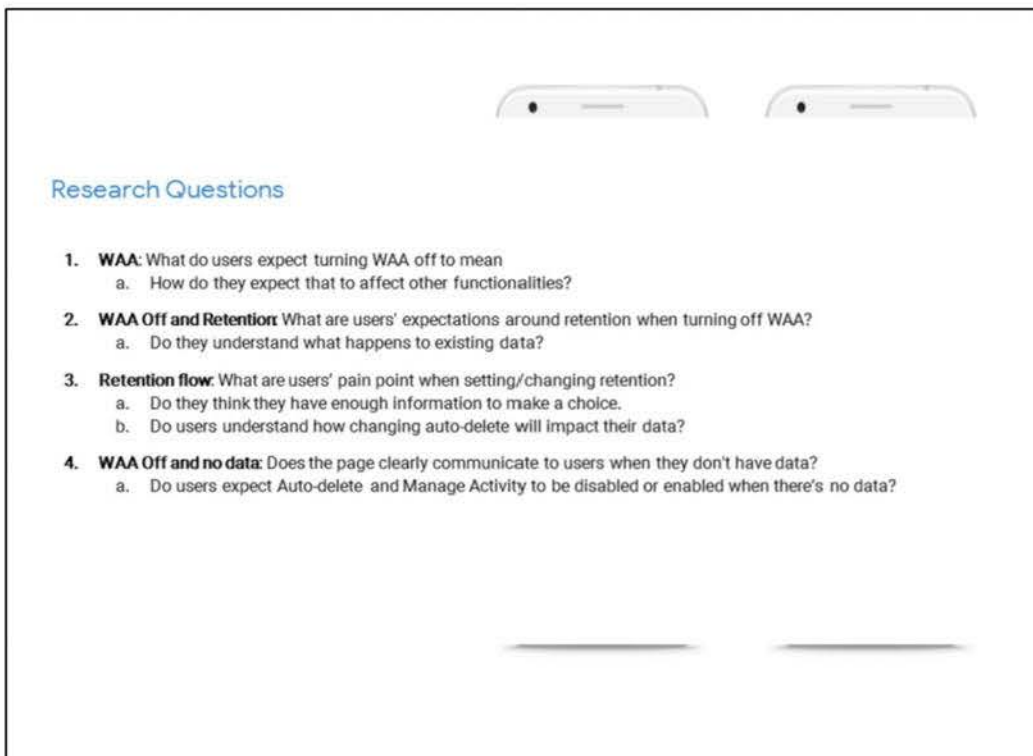 Research Questions
1. WAA: What do users expect turning WAA off to mean
a. How do they expect that to affect other functionalities?
2. WAA Off and Retention: What are users' expectations around retention when turning off WAA?
a. Do they understand what happens to existing data?
3. Retention flow: What are users' pain point when setting/changing retention?
a. Do they think they have enough information to make a choice.
b. Do users understand how changing auto-delete will impact their data?
4. WAA Off and no data: Does the page clearly communicate to users when they don't have data?
a. Do users expect Auto-delete and Manage Activity to be disabled or enabled when there's no data?